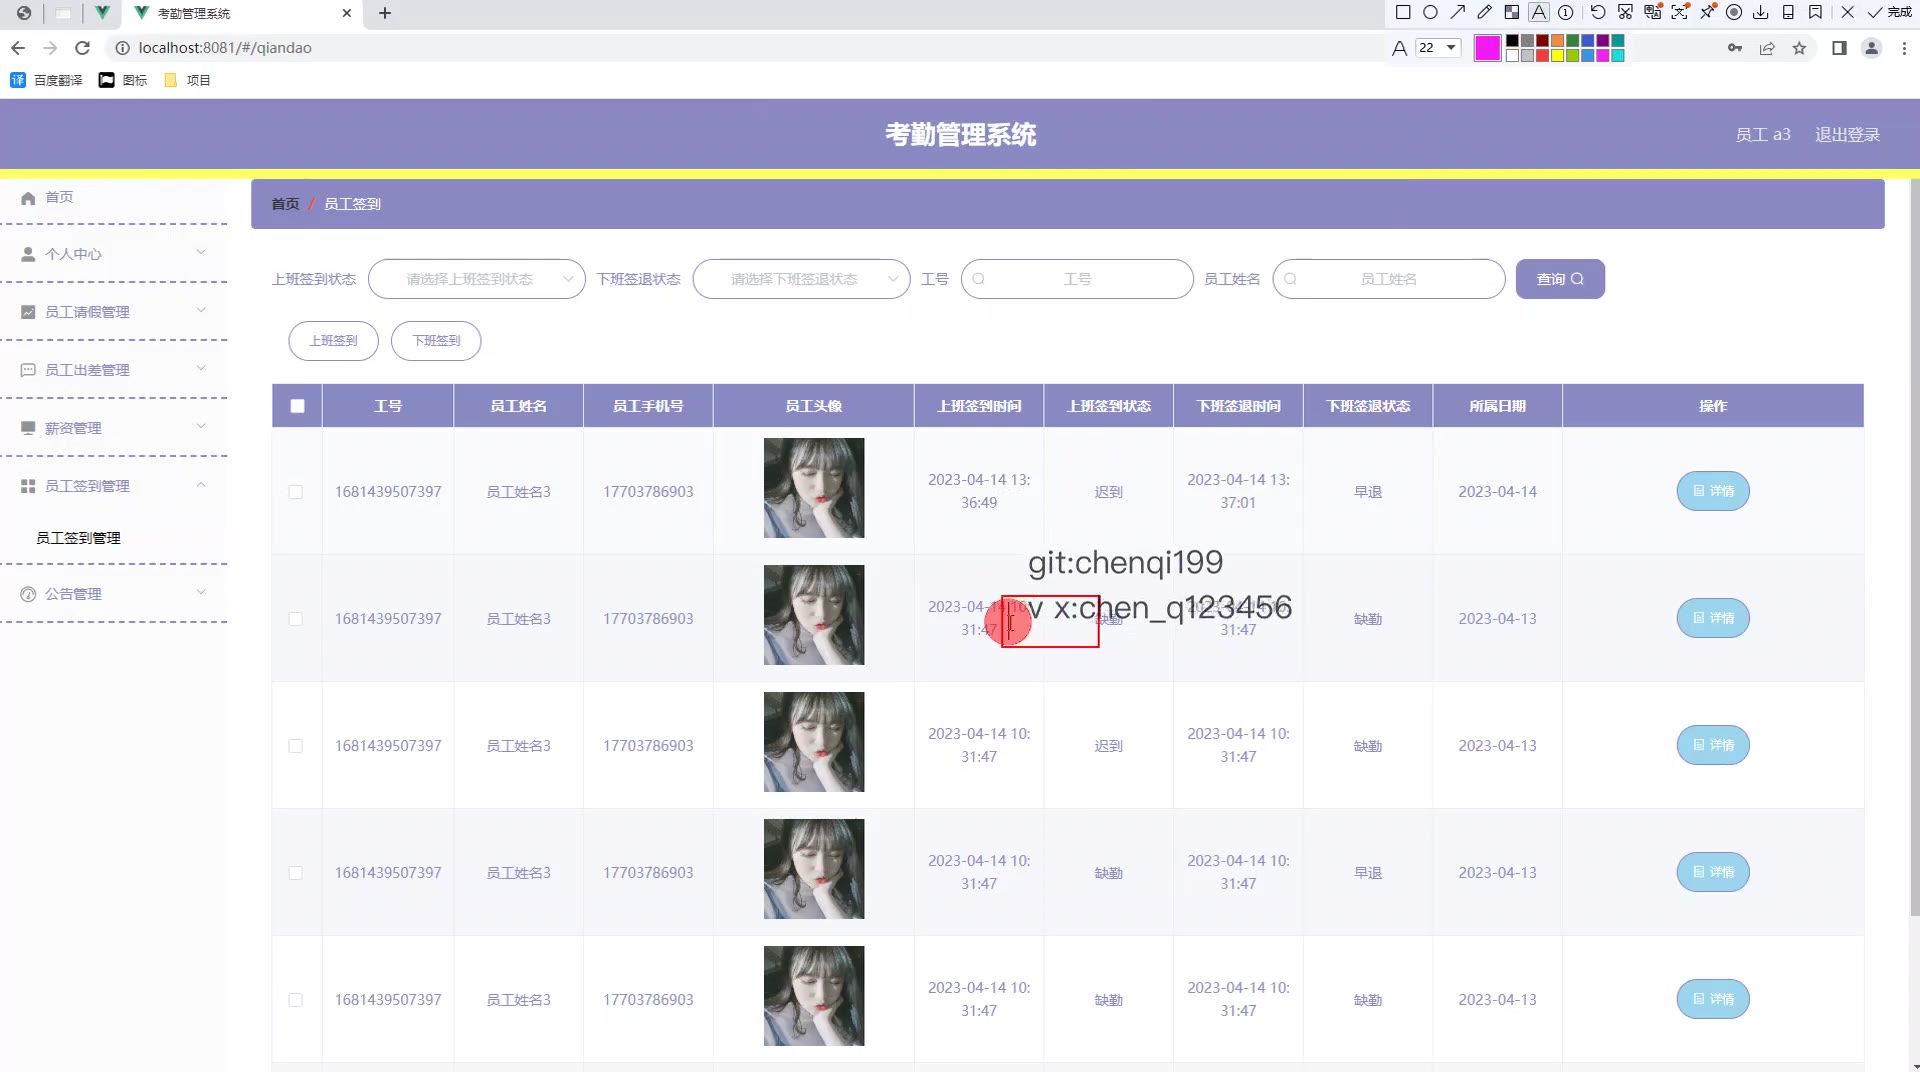 考勤管理系统
完成
localhost:8081/#/qiandao
22
百度翻译 图标 项目
考勤管理系统
员工 a3 退出登录
首页
个人中心
员工请假管理
员工出差管理
薪资管理
员工签到管理
员工签到管理
公告管理
首页 / 员工签到
上班签到状态 请选择上班签到状态 下班签退状态 请选择下班签退状态 工号 工号 员工姓名 员工姓名 查询
上班签到 下班签到
工号 员工姓名 员工手机号 员工头像 上班签到时间 上班签到状态 下班签退时间 下班签退状态 所属日期 操作
1681439507397 员工姓名3 17703786903 2023-04-14 13:36:49 迟到 2023-04-14 13:37:01 早退 2023-04-14 详情
git:chenqi199
v x:chen_q123456
1681439507397 员工姓名3 17703786903 2023-04-14 10:31:47 缺勤 2023-04-14 10:31:47 缺勤 2023-04-13 详情
1681439507397 员工姓名3 17703786903 2023-04-14 10:31:47 迟到 2023-04-14 10:31:47 缺勤 2023-04-13 详情
1681439507397 员工姓名3 17703786903 2023-04-14 10:31:47 缺勤 2023-04-14 10:31:47 早退 2023-04-13 详情
1681439507397 员工姓名3 17703786903 2023-04-14 10:31:47 缺勤 2023-04-14 10:31:47 缺勤 2023-04-13 详情